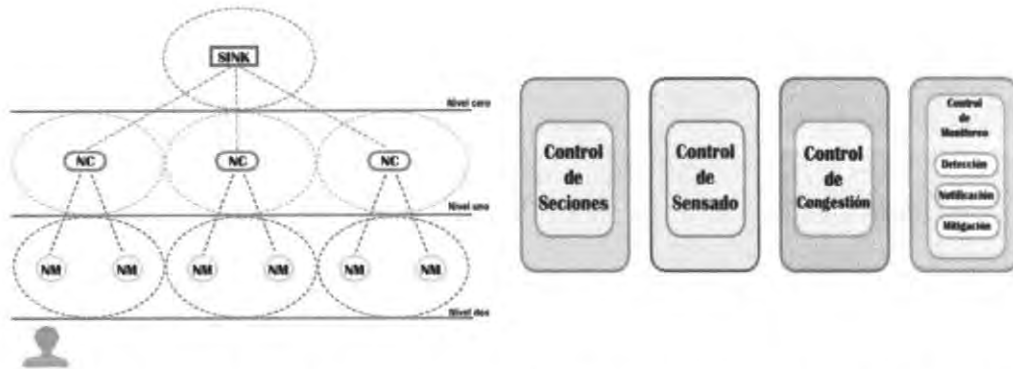 SINK
Nivel cero
NC NC NC
Nivel uno
NM NM NM NM NM NM
Nivel dos
Control
de
Seciones
Control
de
Sensado
Control
de
Congestión
Control
de
Monitoreo
Detección
Notificación
Mitigación